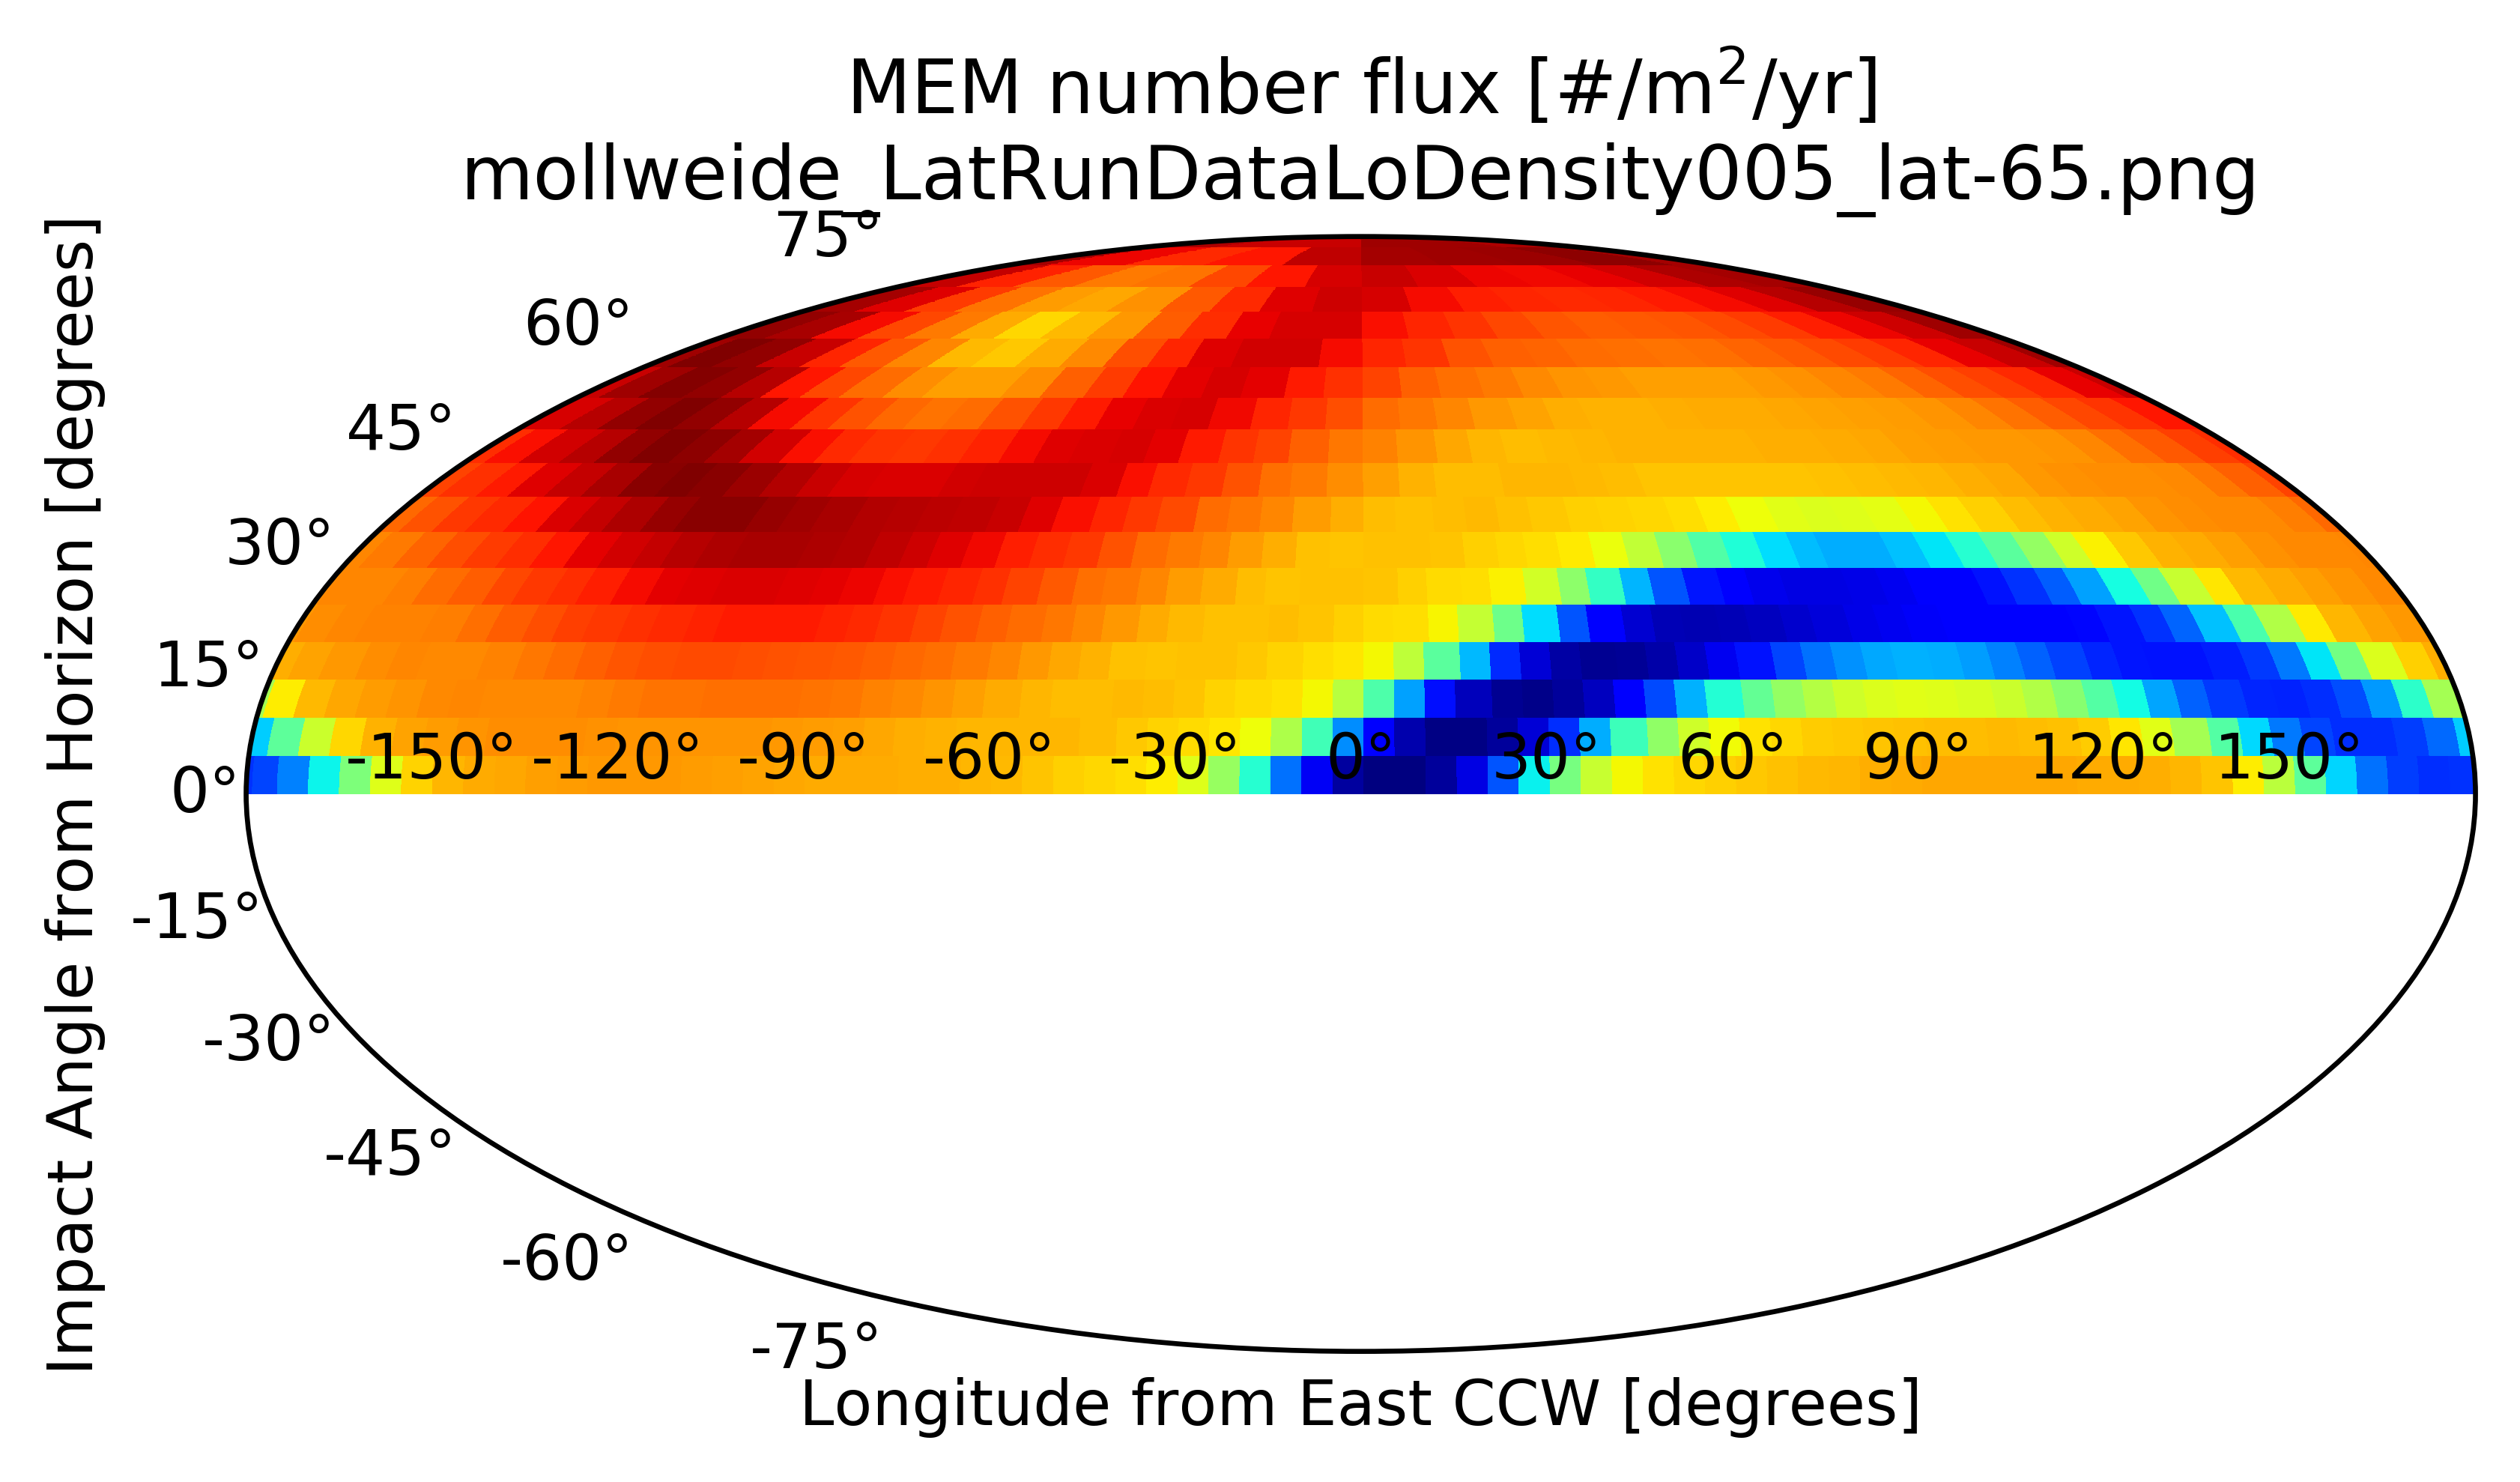 MEM number flux [#/m²/yr]
mollweide_LatRunDataLoDensity005_lat-65.png
75°
60°
45°
30°
15°
0°
-15°
-30°
-45°
-60°
-75°
-150° -120° -90° -60° -30° 0° 30° 60° 90° 120° 150°
Impact Angle from Horizon [degrees]
Longitude from East CCW [degrees]